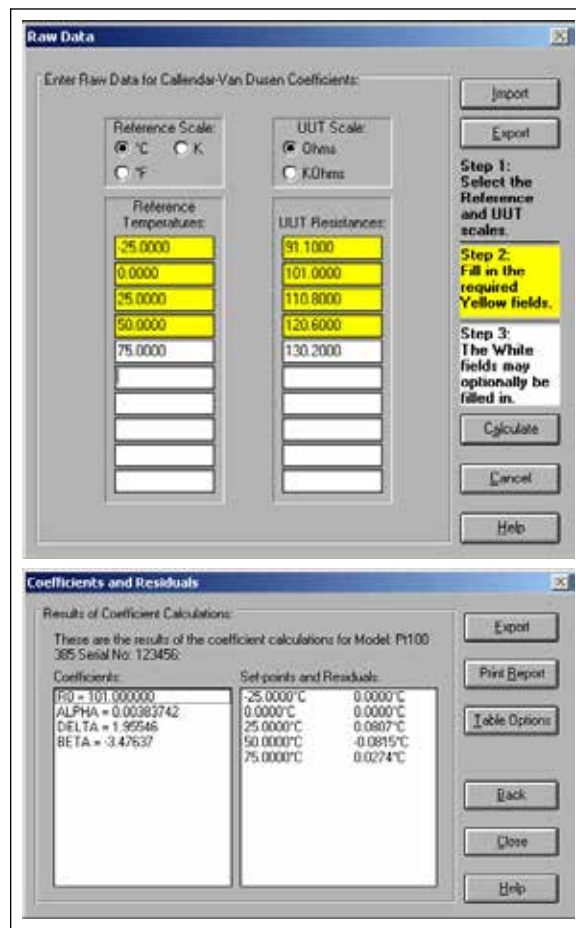 Raw Data
Enter Raw Data for Callendar-Van Dusen Coefficients:
Reference Scale:
°C
K
°F
UUT Scale:
Ohms
KOhms
Reference
Temperatures:
-25.0000
0.0000
25.0000
50.0000
75.0000
UUT Resistances:
91.1000
101.0000
110.8000
120.6000
130.2000
Import
Export
Step 1:
Select the
Reference
and UUT
scales.
Step 2:
Fill in the
required
Yellow fields.
Step 3:
The White
fields may
optionally be
filled in.
Calculate
Cancel
Help
Coefficients and Residuals
Results of Coefficient Calculations:
These are the results of the coefficient calculations for Model: Pt100
385 Serial No: 123456:
Coefficients:
R0 = 101.000000
ALPHA = 0.00383742
DELTA = 1.95546
BETA = -3.47637
Set-points and Residuals:
-25.0000°C 0.0000°C
0.0000°C 0.0000°C
25.0000°C 0.0807°C
50.0000°C -0.0815°C
75.0000°C 0.0274°C
Export
Print Report
Table Options
Back
Close
Help